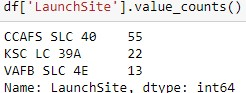 df['LaunchSite'].value_counts()
CCAFS SLC 40    55
KSC LC 39A      22
VAFB SLC 4E     13
Name: LaunchSite, dtype: int64